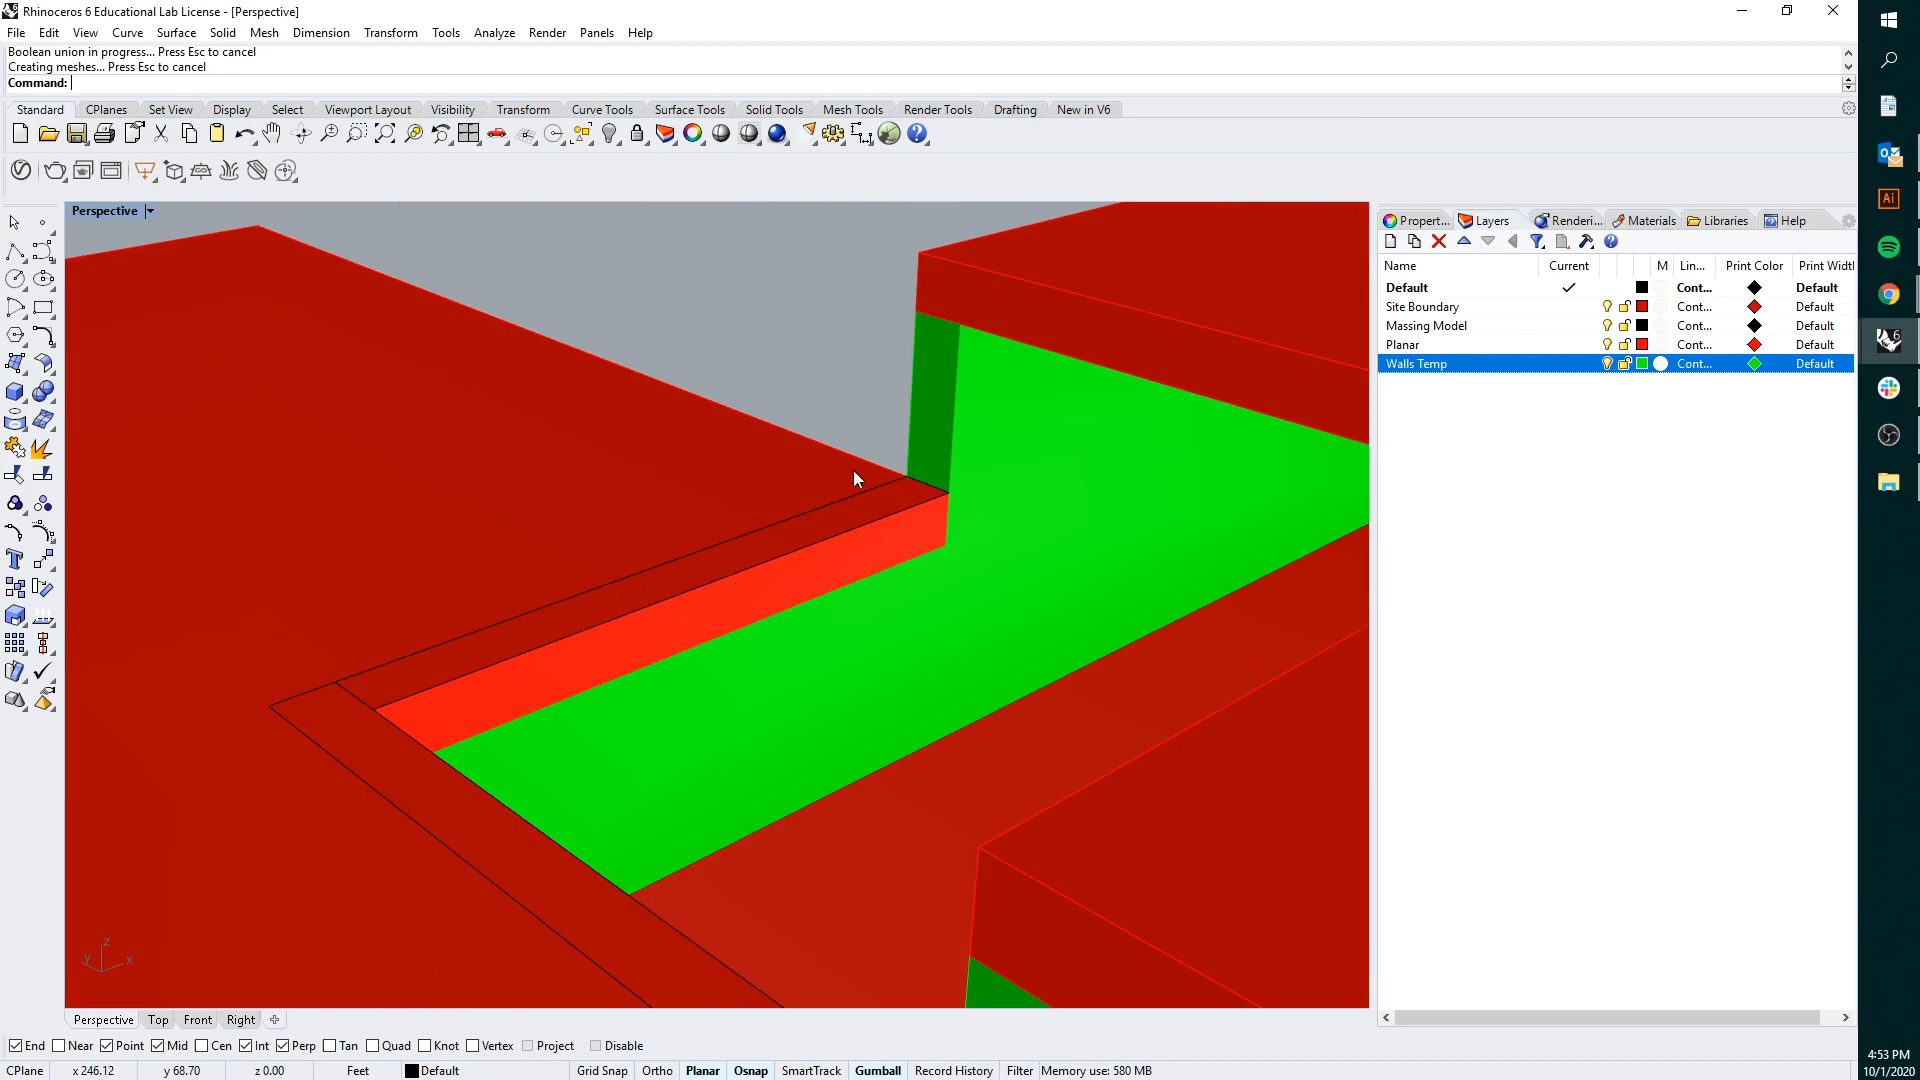 Rhinoceros 6 Educational Lab License - [Perspective]
File Edit View Curve Surface Solid Mesh Dimension Transform Tools Analyze Render Panels Help
Boolean union in progress... Press Esc to cancel
Creating meshes... Press Esc to cancel
Command:
Standard CPlanes Set View Display Select Viewport Layout Visibility Transform Curve Tools Surface Tools Solid Tools Mesh Tools Render Tools Drafting New in V6
Perspective
Propert... Layers Renderi... Materials Libraries Help
Name Current M Lin... Print Color Print Widtl
Default Cont... Default
Site Boundary Cont... Default
Massing Model Cont... Default
Planar Cont... Default
Walls Temp Cont... Default
z
y x
Perspective Top Front Right
End Near Point Mid Cen Int Perp Tan Quad Knot Vertex Project Disable
CPlane x 246.12 y 68.70 z 0.00 Feet Default Grid Snap Ortho Planar Osnap SmartTrack Gumball Record History Filter Memory use: 580 MB
Ai
6
4:53 PM
10/1/2020